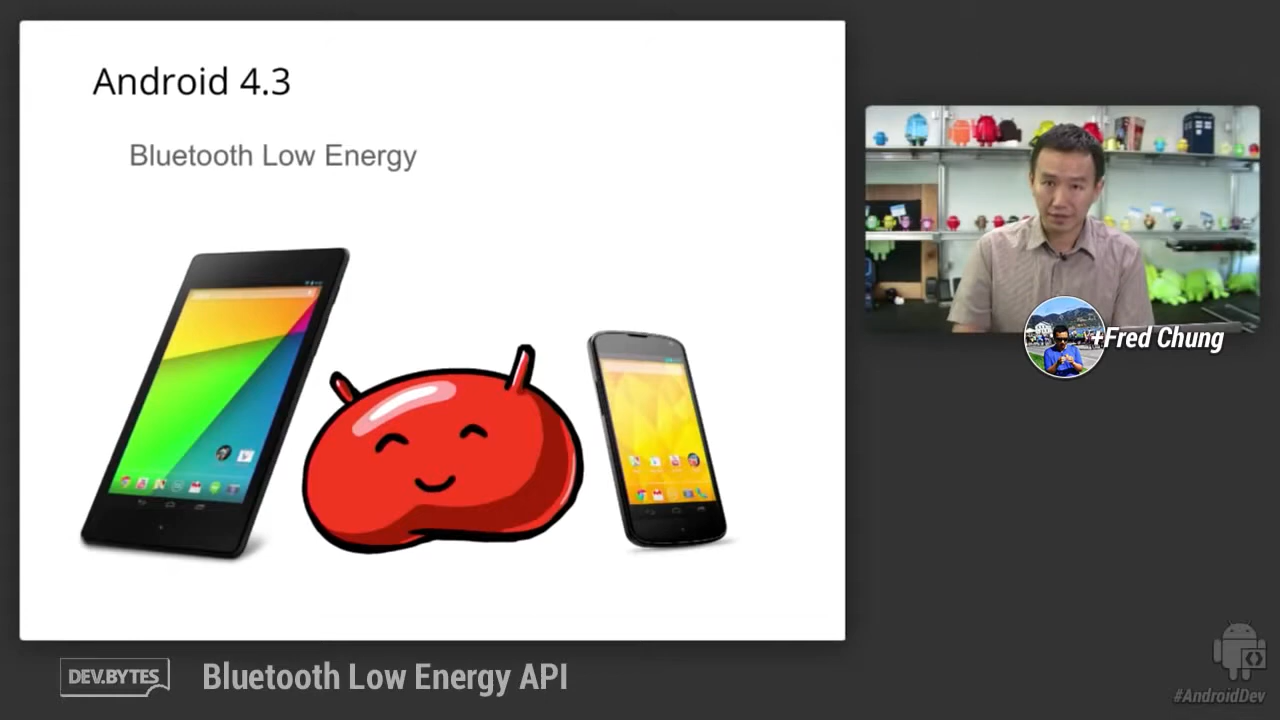 Android 4.3
Bluetooth Low Energy
+Fred Chung
DEV.BYTES
Bluetooth Low Energy API
#AndroidDev